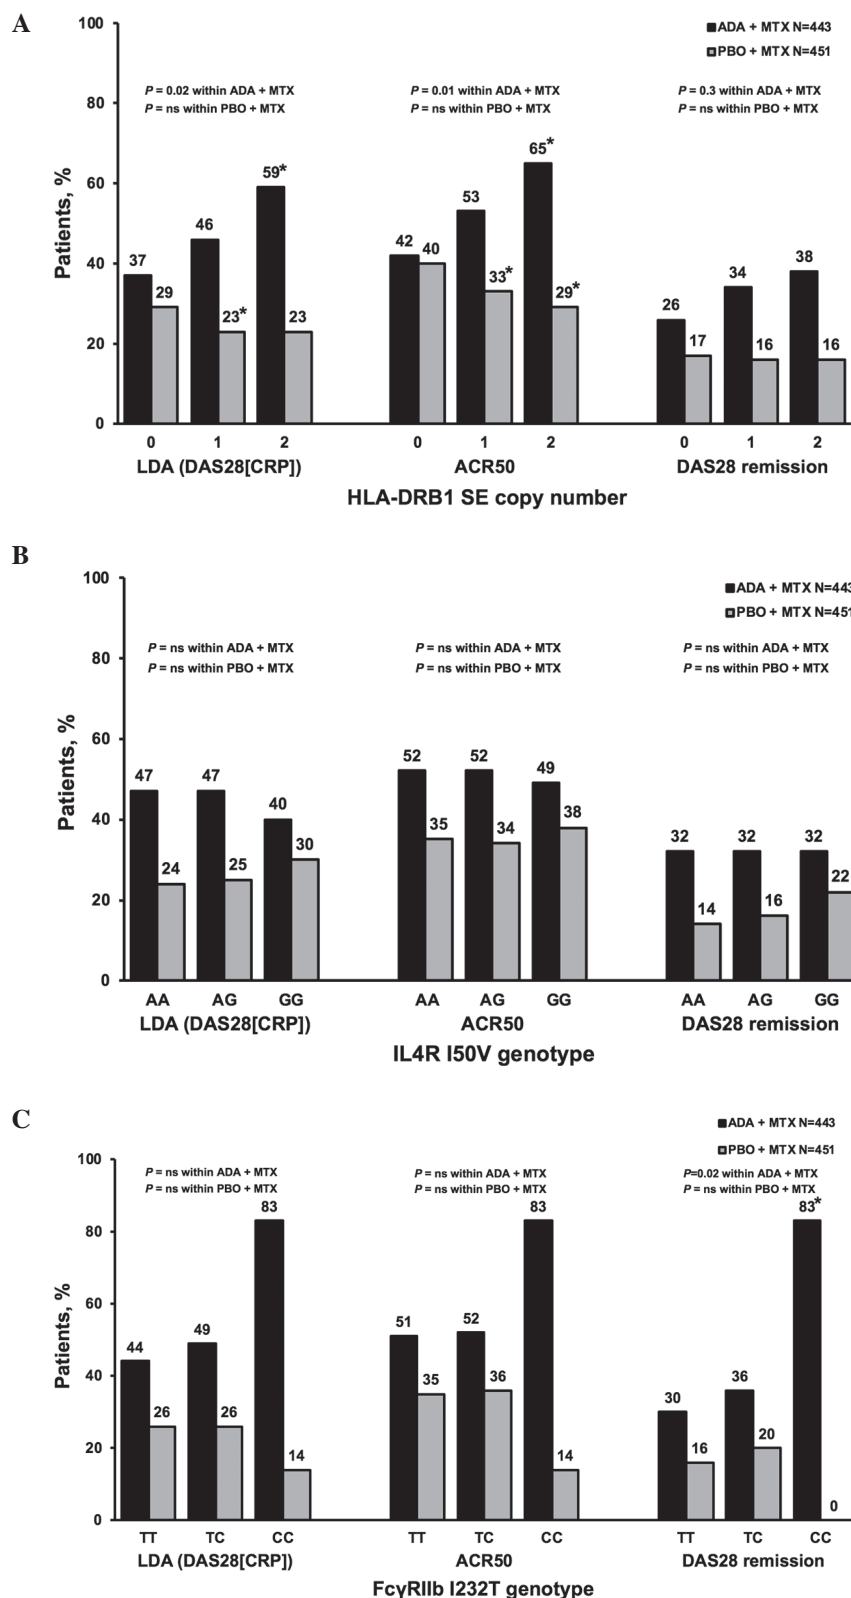 A
100
80
60
40
20
0
Patients, %
ADA + MTX N=443
PBO + MTX N=451
P = 0.02 within ADA + MTX
P = ns within PBO + MTX
P = 0.01 within ADA + MTX
P = ns within PBO + MTX
P = 0.3 within ADA + MTX
P = ns within PBO + MTX
37 29 46 23* 59* 23
42 40 53 33* 65* 29*
26 17 34 16 38 16
0 1 2 0 1 2 0 1 2
LDA (DAS28[CRP]) ACR50 DAS28 remission
HLA-DRB1 SE copy number
B
100
80
60
40
20
0
Patients, %
ADA + MTX N=443
PBO + MTX N=451
P = ns within ADA + MTX
P = ns within PBO + MTX
P = ns within ADA + MTX
P = ns within PBO + MTX
P = ns within ADA + MTX
P = ns within PBO + MTX
47 24 47 25 40 30
52 35 52 34 49 38
32 14 32 16 32 22
AA AG GG AA AG GG AA AG GG
LDA (DAS28[CRP]) ACR50 DAS28 remission
IL4R I50V genotype
C
100
80
60
40
20
0
Patients, %
ADA + MTX N=443
PBO + MTX N=451
P = ns within ADA + MTX
P = ns within PBO + MTX
P = ns within ADA + MTX
P = ns within PBO + MTX
P=0.02 within ADA + MTX
P = ns within PBO + MTX
44 26 49 26 83 14
51 35 52 36 83 14
30 16 36 20 83* 0
TT TC CC TT TC CC TT TC CC
LDA (DAS28[CRP]) ACR50 DAS28 remission
FcγRIIb I232T genotype